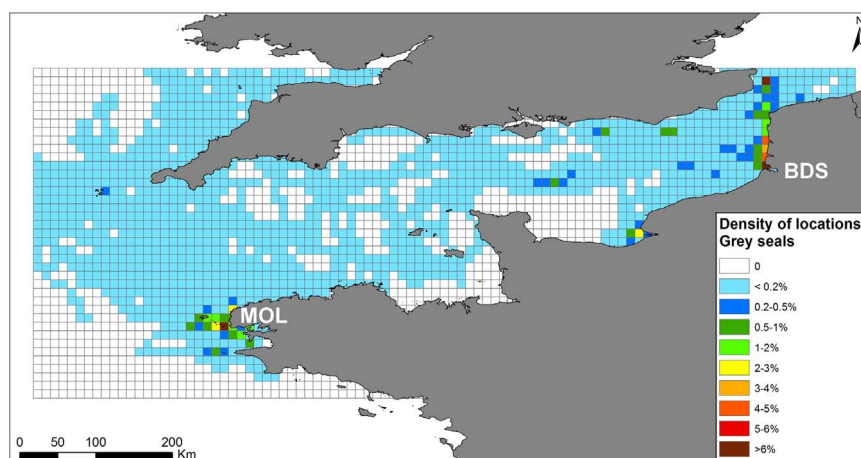 N
BDS
MOL
Density of locations
Grey seals
0
< 0.2%
0.2-0.5%
0.5-1%
1-2%
2-3%
3-4%
4-5%
5-6%
>6%
0 50 100 200
Km